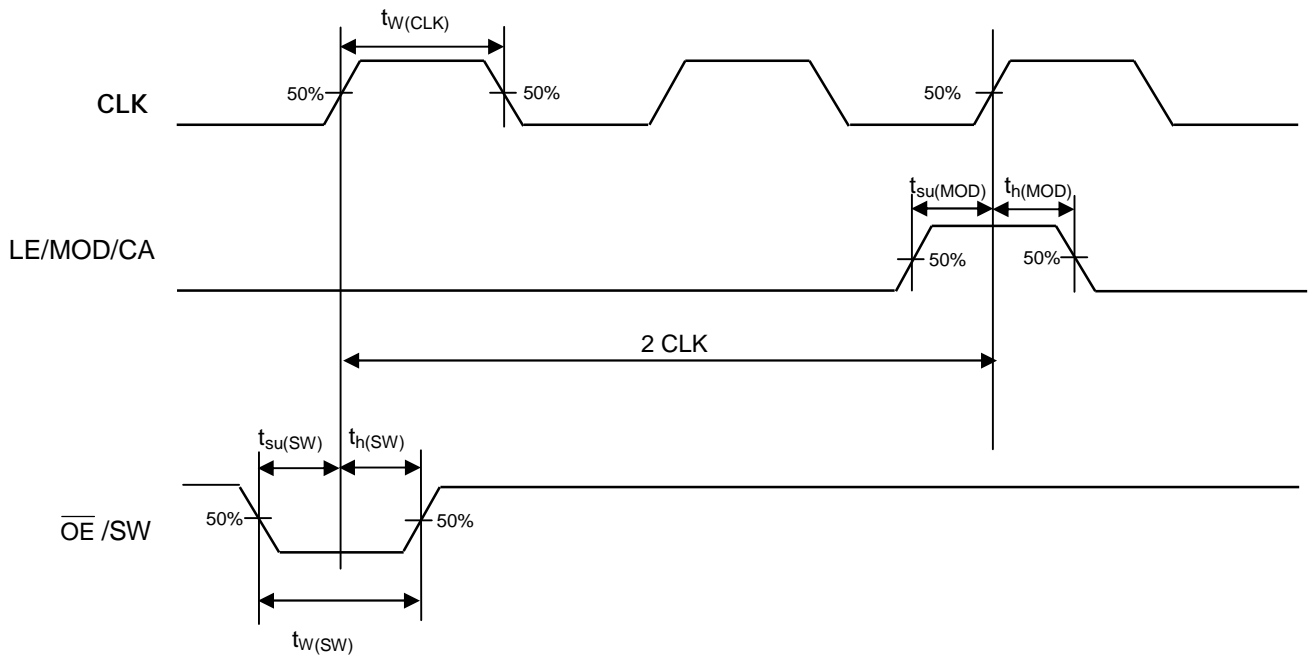 tW(CLK)
50%
50%
50%
CLK
tsu(MOD)
th(MOD)
LE/MOD/CA
50%
50%
2 CLK
tsu(SW)
th(SW)
OE /SW
50%
50%
tW(SW)